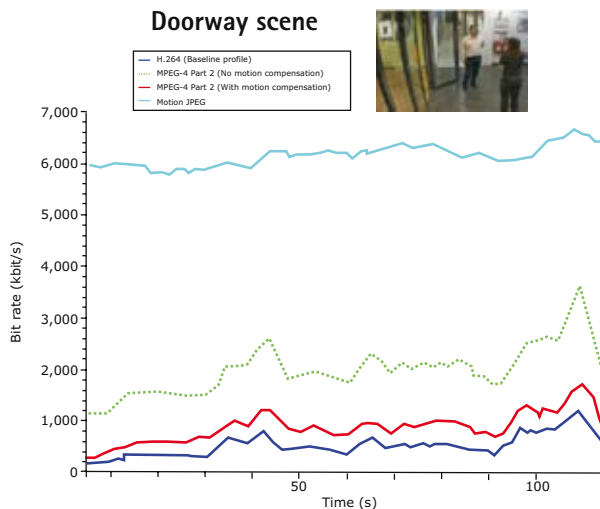 Doorway scene
H.264 (Baseline profile)
MPEG-4 Part 2 (No motion compensation)
MPEG-4 Part 2 (With motion compensation)
Motion JPEG
7,000
6,000
5,000
4,000
3,000
2,000
1,000
0
Bit rate (kbit/s)
50
100
Time (s)